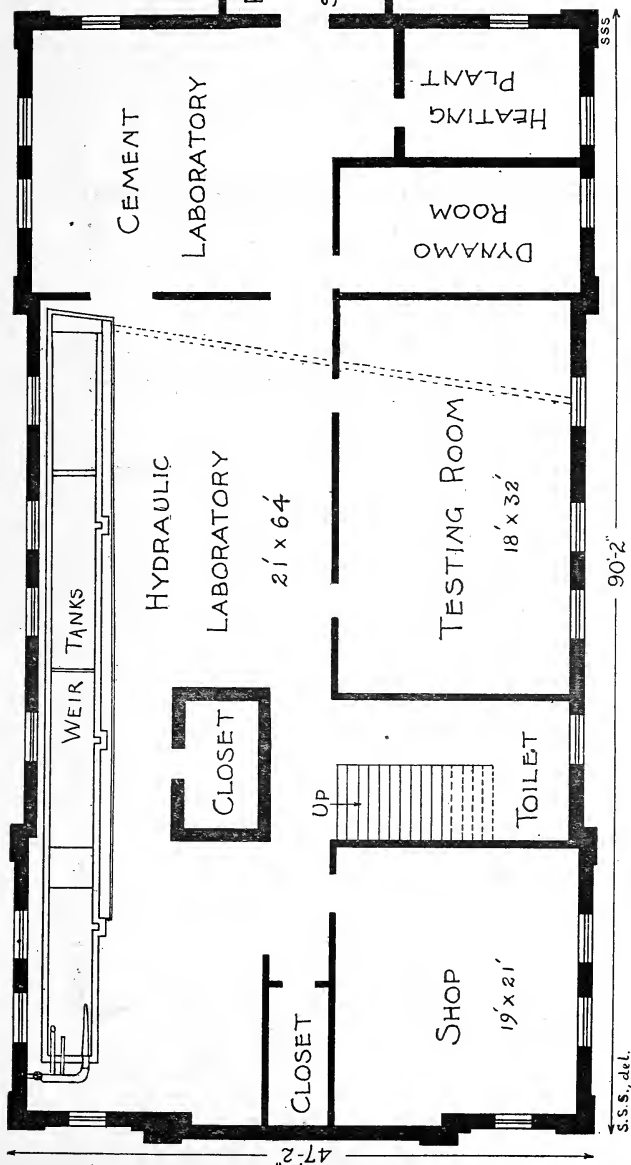 CEMENT
LABORATORY
HEATING
PLANT
DYNAMO
ROOM
WEIR TANKS
HYDRAULIC
LABORATORY
21' x 64'
TESTING ROOM
18' x 32'
CLOSET
UP
TOILET
CLOSET
SHOP
19' x 21'
47'-2"
90'-2"
S.S.S., del.
SSS